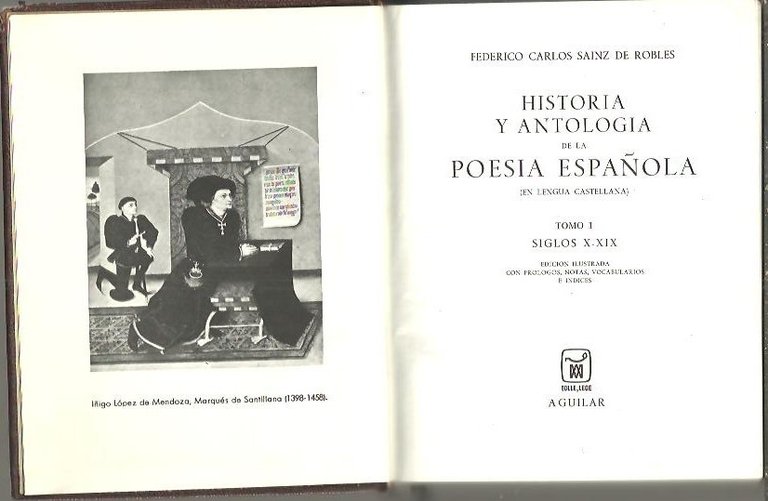 Iñigo López de Mendoza, Marqués de Santillana (1398-1458).
FEDERICO CARLOS SAINZ DE ROBLES
HISTORIA
Y ANTOLOGIA
DE LA
POESIA ESPAÑOLA
(EN LENGUA CASTELLANA)
TOMO I
SIGLOS X-XIX
EDICION ILUSTRADA
CON PROLOGOS, NOTAS, VOCABULARIOS
E INDICES
TOLLE, LEGE
AGUILAR